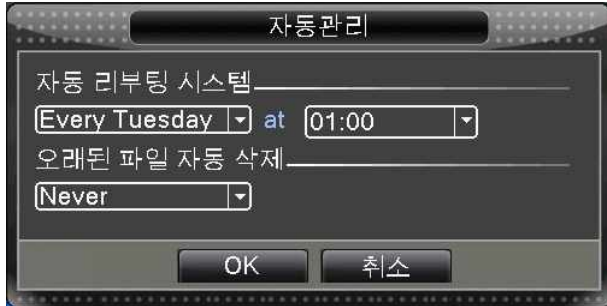 자동관리
자동 리부팅 시스템
Every Tuesday at 01:00
오래된 파일 자동 삭제
Never
OK 취소